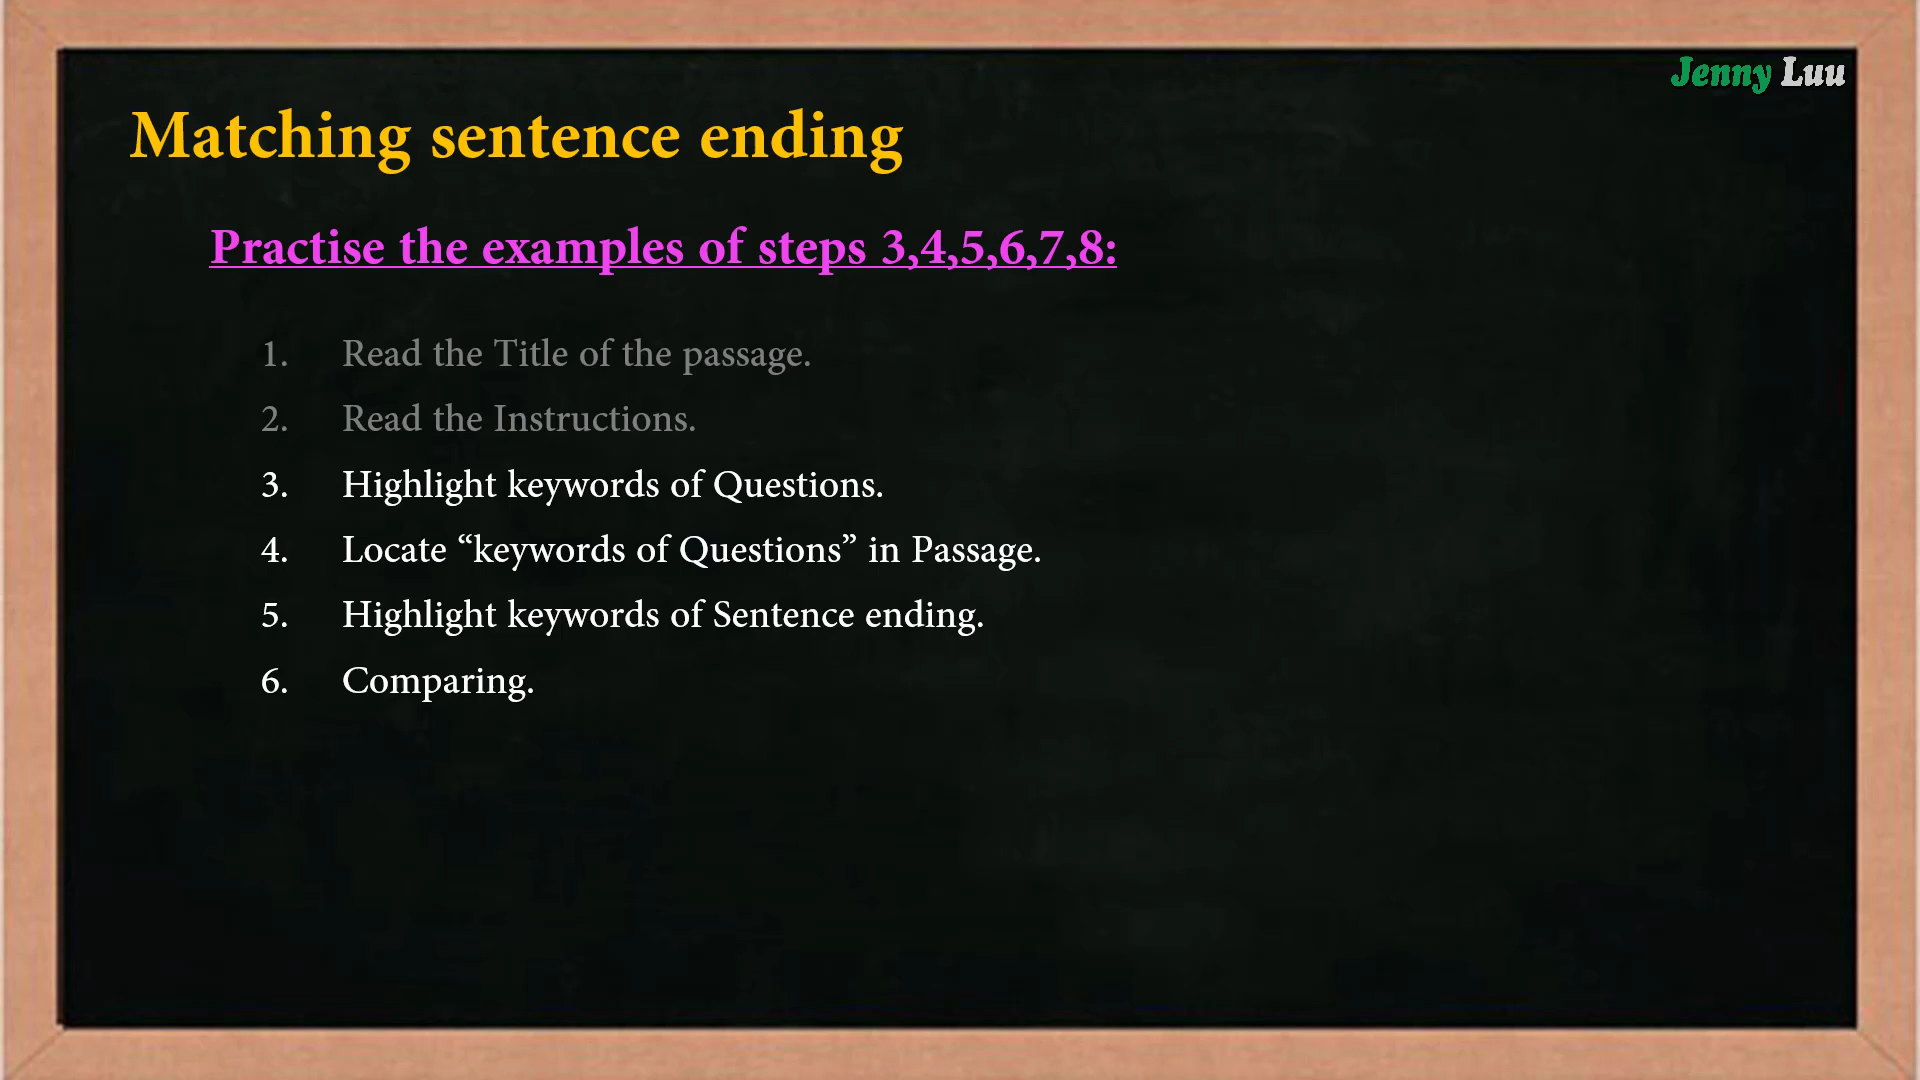 Jenny Luu
Matching sentence ending
Practise the examples of steps 3,4,5,6,7,8:
1. Read the Title of the passage.
2. Read the Instructions.
3. Highlight keywords of Questions.
4. Locate “keywords of Questions” in Passage.
5. Highlight keywords of Sentence ending.
6. Comparing.